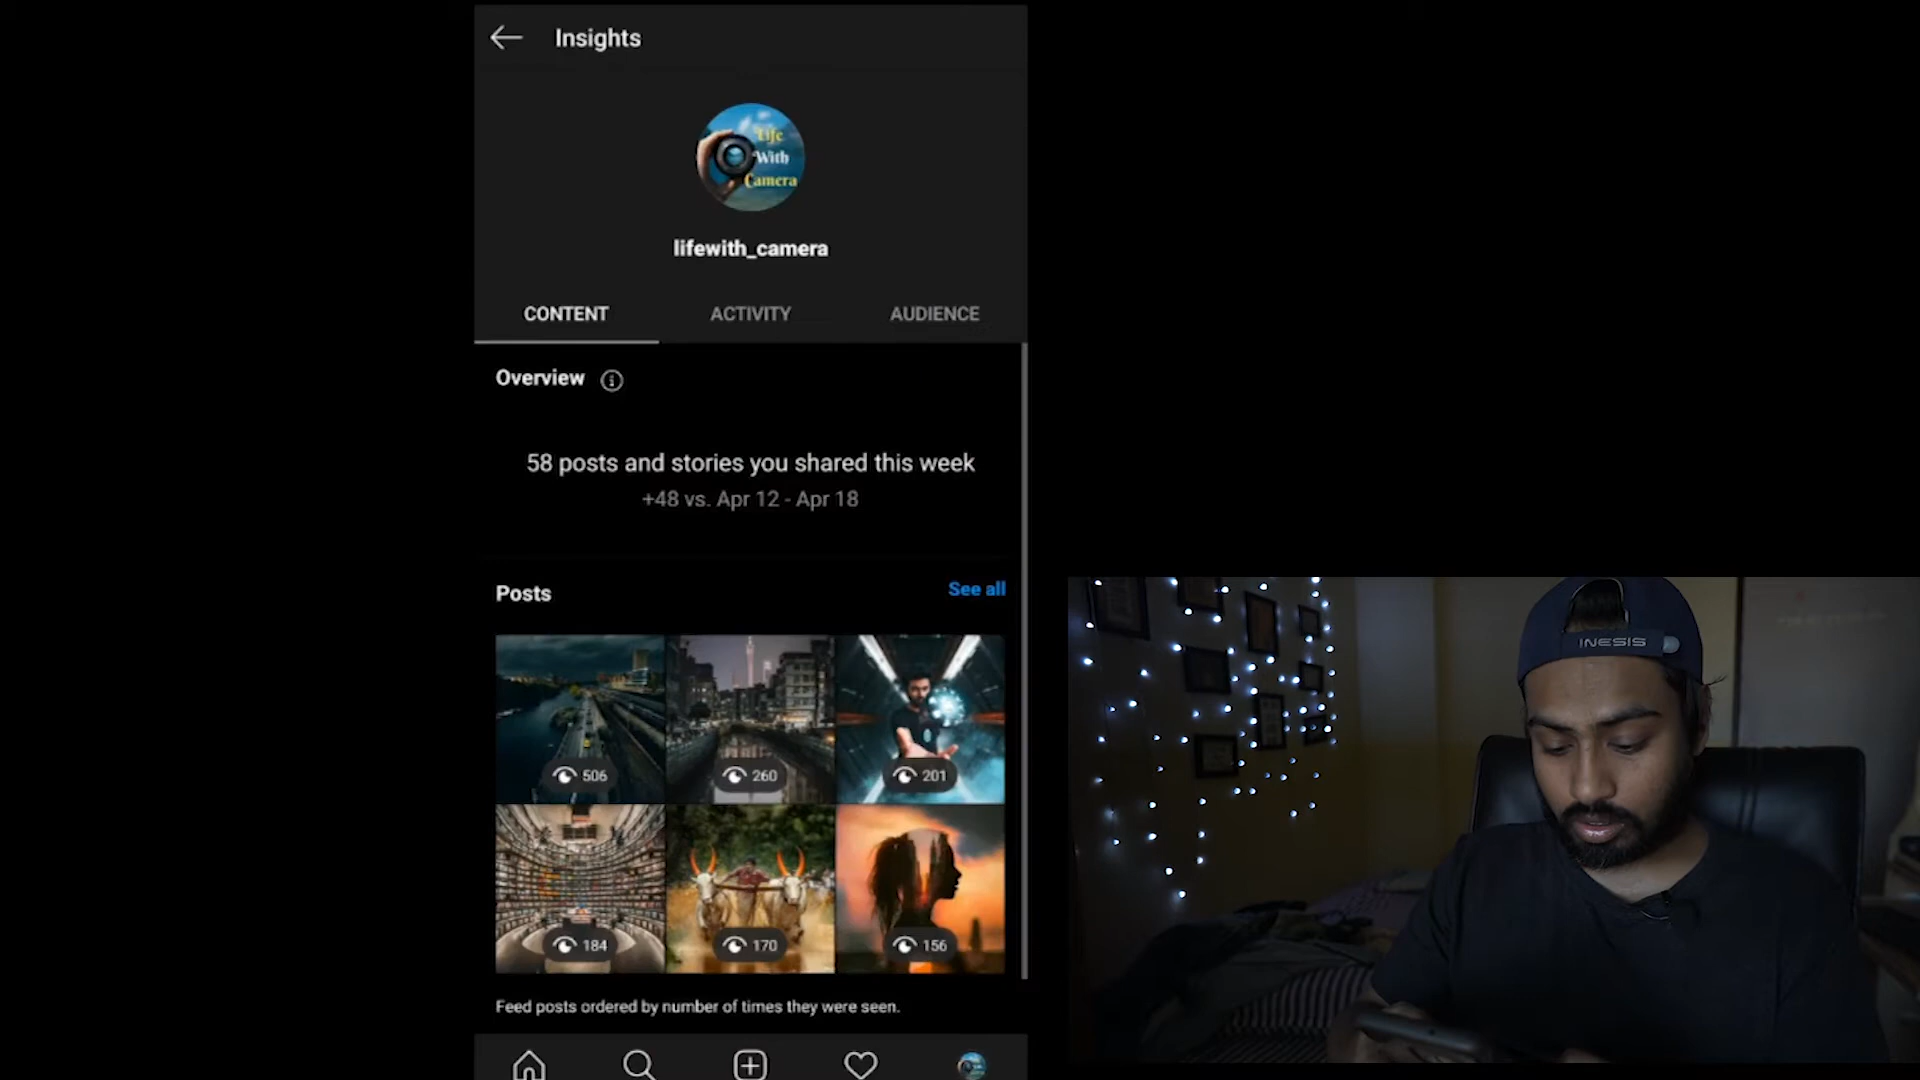 Insights
Life
With
Camera
lifewith_camera
CONTENT ACTIVITY AUDIENCE
Overview
58 posts and stories you shared this week
+48 vs. Apr 12 - Apr 18
Posts See all
506 260 201
184 170 156
Feed posts ordered by number of times they were seen.
INESIS